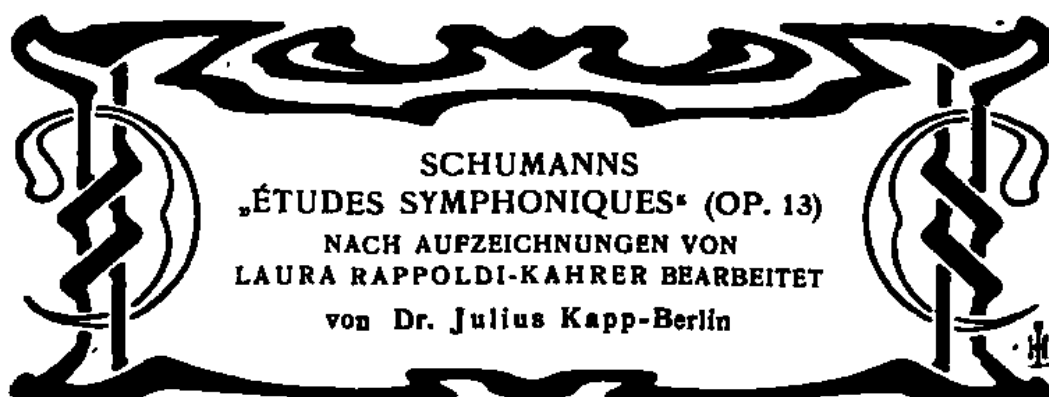 SCHUMANNS
„ÉTUDES SYMPHONIQUES“ (OP. 13)
NACH AUFZEICHNUNGEN VON
LAURA RAPPOLDI-KAHRER BEARBEITET
von Dr. Julius Kapp-Berlin